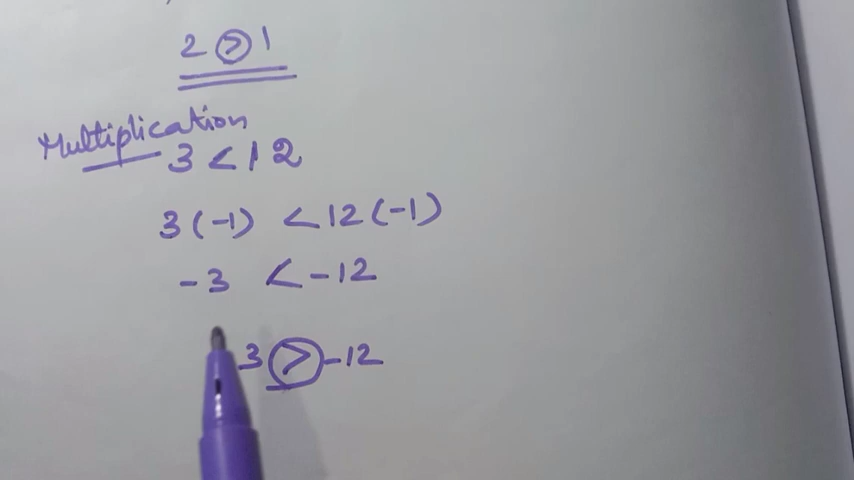 2 > 1
Multiplication
3 < 12
3 (-1) < 12 (-1)
-3 < -12
3 > -12